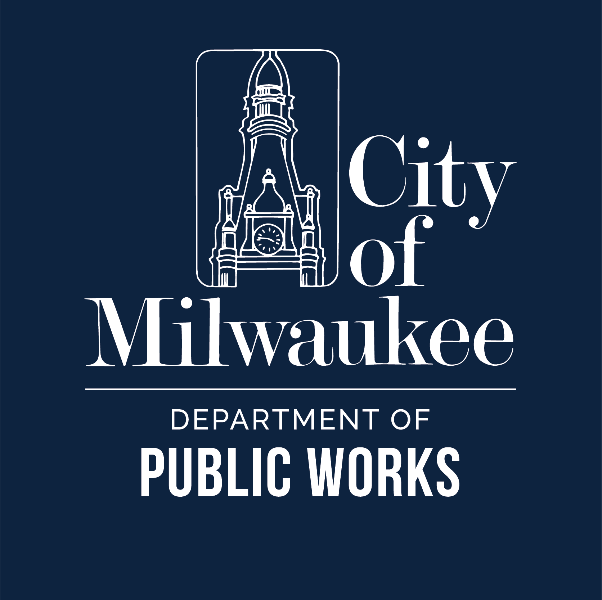 City
of
Milwaukee
DEPARTMENT OF
PUBLIC WORKS